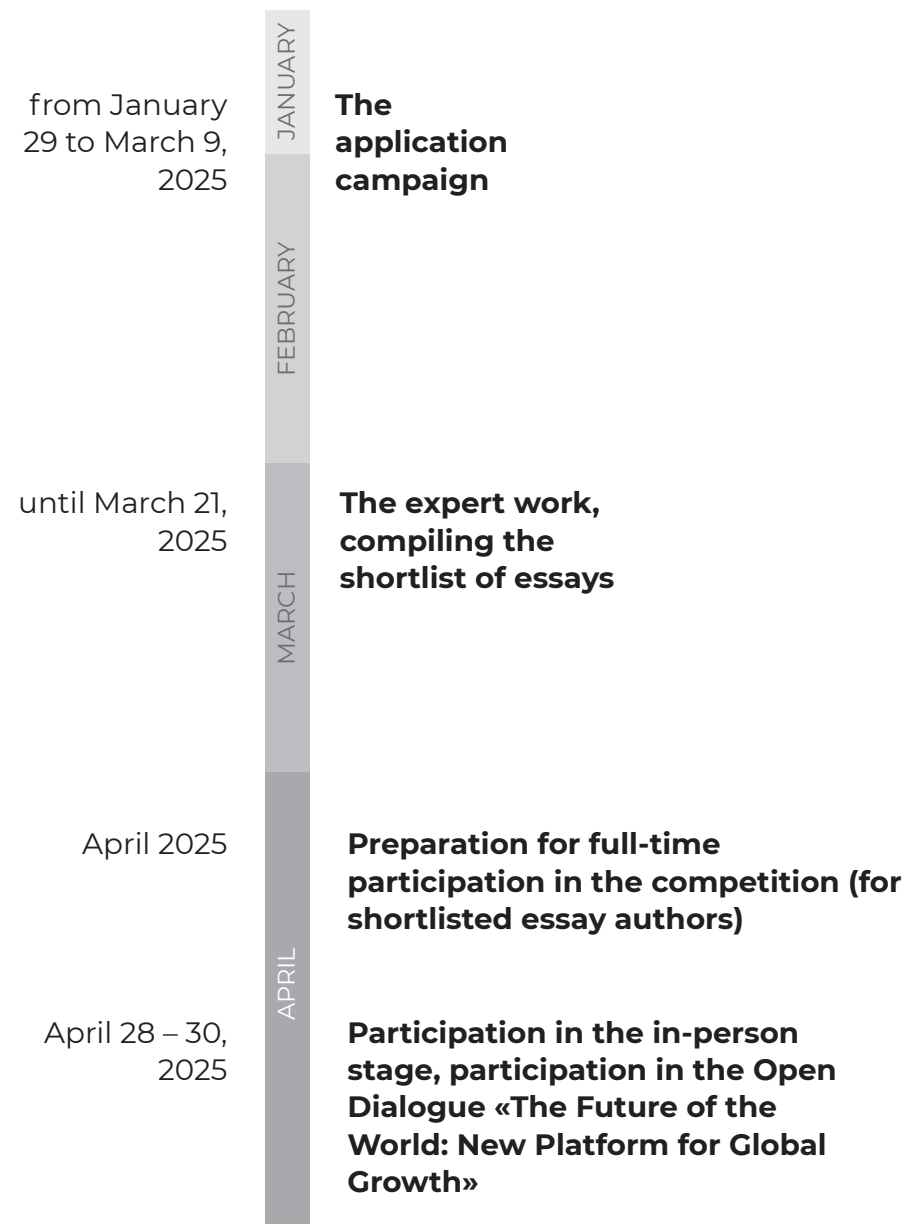 JANUARY
from January
29 to March 9,
2025
The
application
campaign
FEBRUARY
until March 21,
2025
The expert work,
compiling the
shortlist of essays
MARCH
April 2025
Preparation for full-time
participation in the competition (for
shortlisted essay authors)
APRIL
April 28 – 30,
2025
Participation in the in-person
stage, participation in the Open
Dialogue «The Future of the
World: New Platform for Global
Growth»